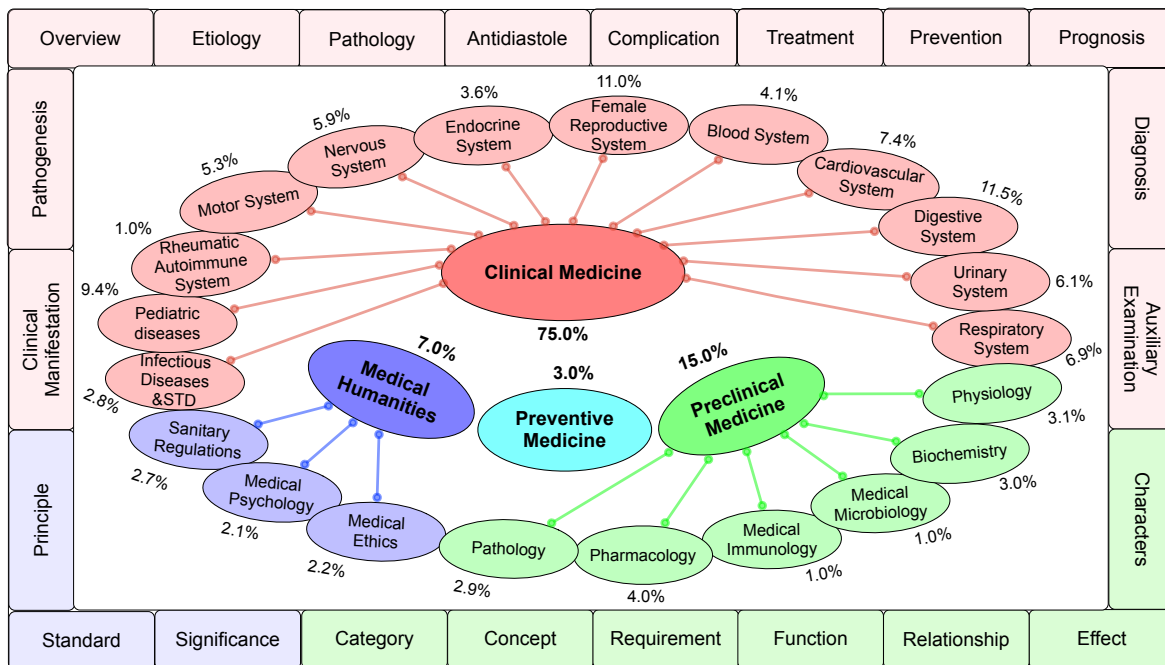 Overview
Etiology
Pathology
Antidiastole
Complication
Treatment
Prevention
Prognosis
Pathogenesis
Clinical
Manifestation
Principle
Diagnosis
Auxiliary
Examination
Characters
3.6%
Endocrine
System
11.0%
Female
Reproductive
System
4.1%
Blood System
5.9%
Nervous
System
7.4%
Cardiovascular
System
5.3%
Motor System
11.5%
Digestive
System
1.0%
Rheumatic
Autoimmune
System
Clinical Medicine
75.0%
Urinary
System
6.1%
9.4%
Pediatric
diseases
Respiratory
System
6.9%
Infectious
Diseases
&STD
2.8%
7.0%
Medical
Humanities
3.0%
Preventive
Medicine
15.0%
Preclinical
Medicine
Physiology
3.1%
Sanitary
Regulations
2.7%
Biochemistry
3.0%
Medical
Psychology
2.1%
Medical
Microbiology
1.0%
Medical
Ethics
2.2%
Pathology
2.9%
Pharmacology
4.0%
Medical
Immunology
1.0%
Standard
Significance
Category
Concept
Requirement
Function
Relationship
Effect